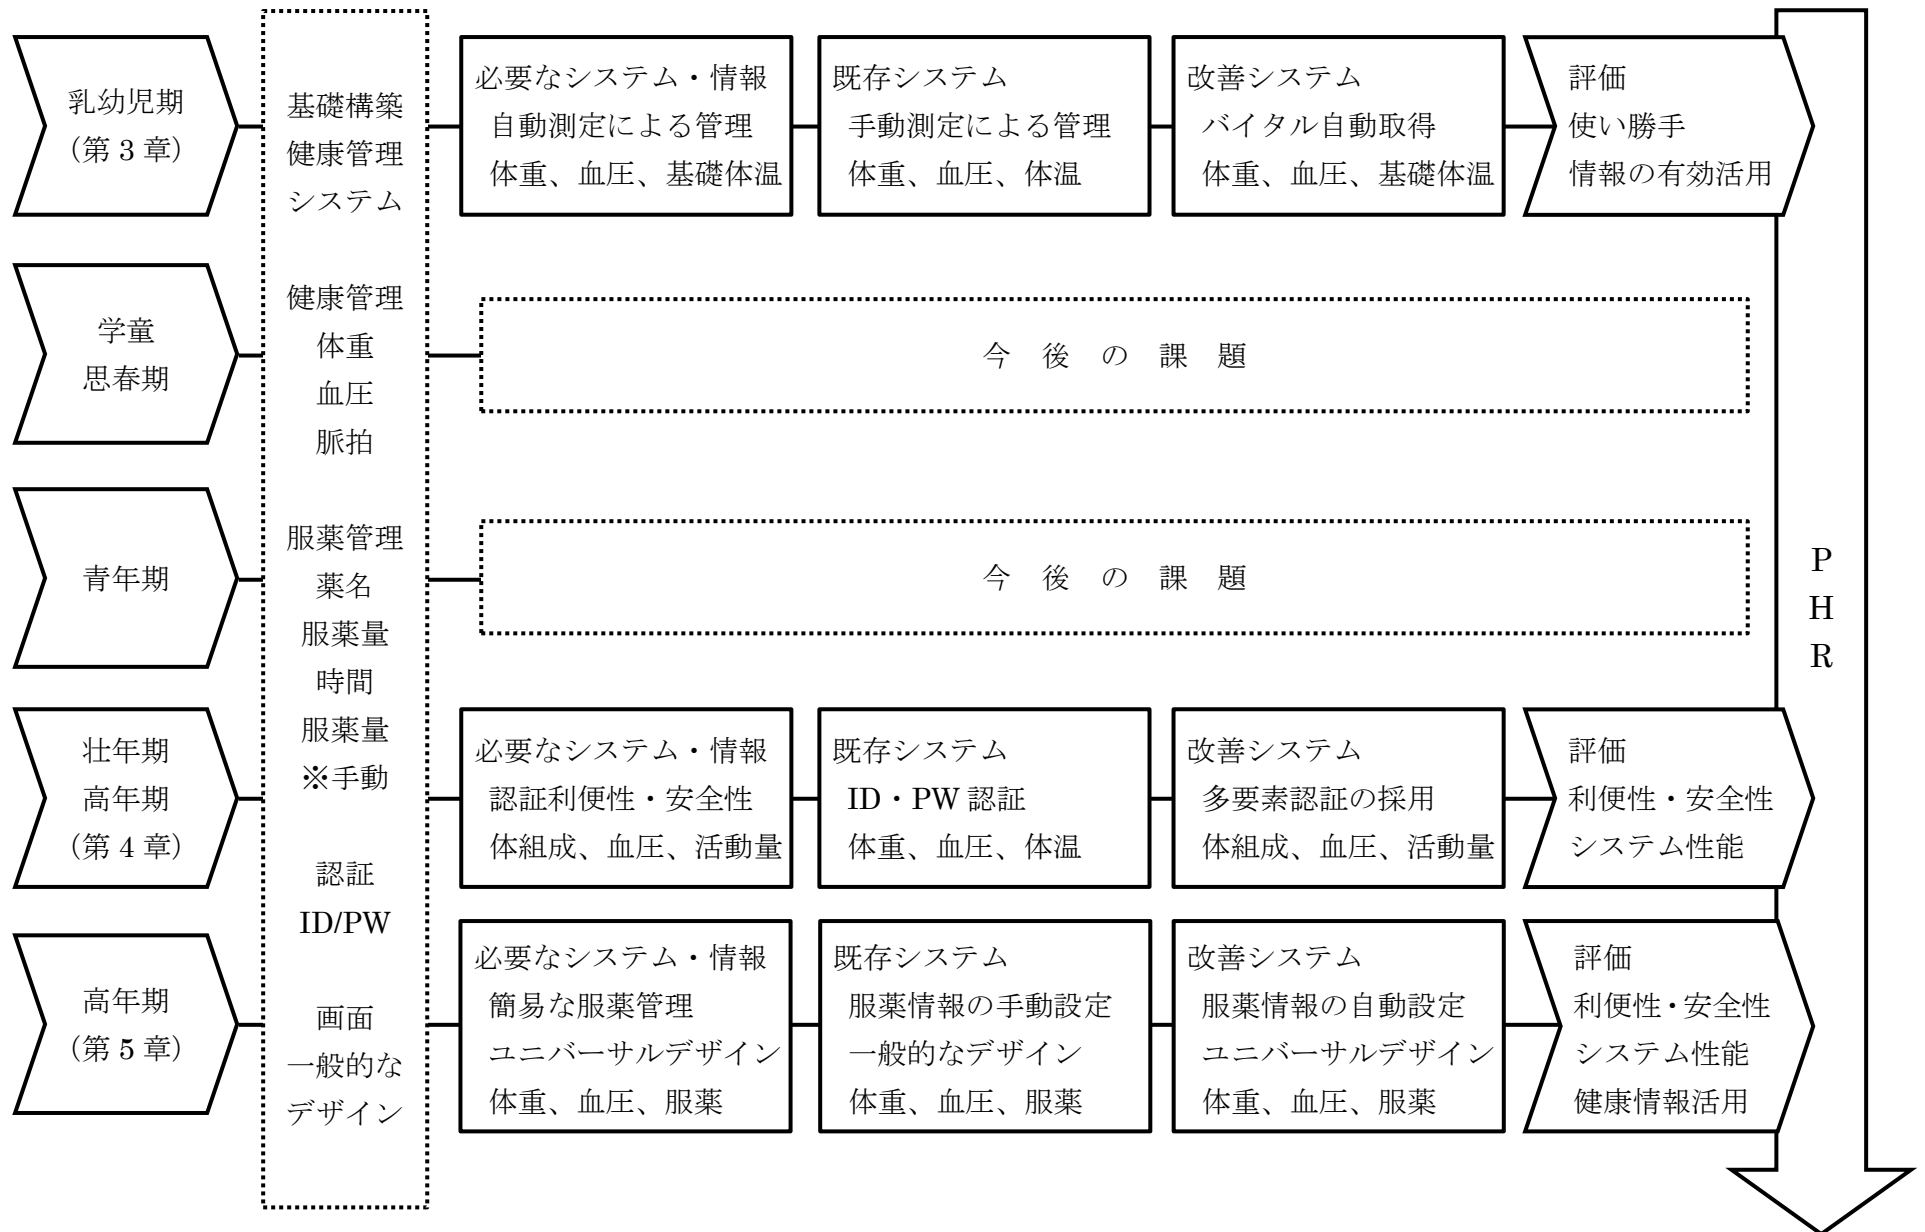 乳幼児期
（第 3 章）
基礎構築
健康管理
システム
健康管理
体重
血圧
脈拍
服薬管理
薬名
服薬量
時間
服薬量
※手動
認証
ID/PW
画面
一般的な
デザイン
必要なシステム・情報
自動測定による管理
体重、血圧、基礎体温
既存システム
手動測定による管理
体重、血圧、体温
改善システム
バイタル自動取得
体重、血圧、基礎体温
評価
使い勝手
情報の有効活用
学童
思春期
今 後 の 課 題
青年期
今 後 の 課 題
壮年期
高年期
（第 4 章）
必要なシステム・情報
認証利便性・安全性
体組成、血圧、活動量
既存システム
ID・PW 認証
体重、血圧、体温
改善システム
多要素認証の採用
体組成、血圧、活動量
評価
利便性・安全性
システム性能
高年期
（第 5 章）
必要なシステム・情報
簡易な服薬管理
ユニバーサルデザイン
体重、血圧、服薬
既存システム
服薬情報の手動設定
一般的なデザイン
体重、血圧、服薬
改善システム
服薬情報の自動設定
ユニバーサルデザイン
体重、血圧、服薬
評価
利便性・安全性
システム性能
健康情報活用
P
H
R